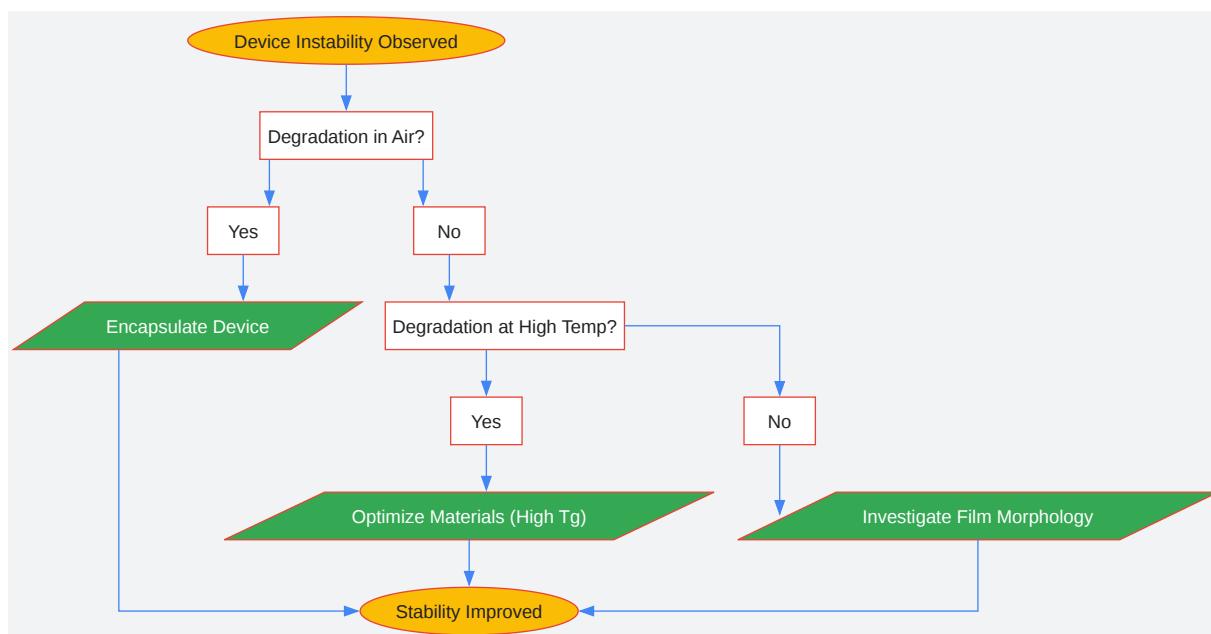 Device Instability Observed
Degradation in Air?
Yes
No
Encapsulate Device
Degradation at High Temp?
Yes
No
Optimize Materials (High Tg)
Investigate Film Morphology
Stability Improved